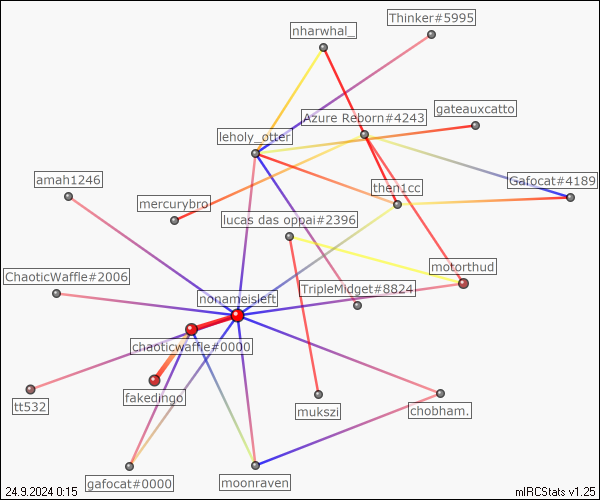 Thinker#5995
nharwhal_
gateauxcatto
Azure Reborn#4243
leholy_otter
amah1246
Gafocat#4189
then1cc
mercurybro
lucas das oppai#2396
motorthud
ChaoticWaffle#2006
TripleMidget#8824
nonameisleft
chaoticwaffle#0000
fakedingo
tt532
mukszi
chobham.
gafocat#0000
moonraven
24.9.2024 0:15
mIRCStats v1.25